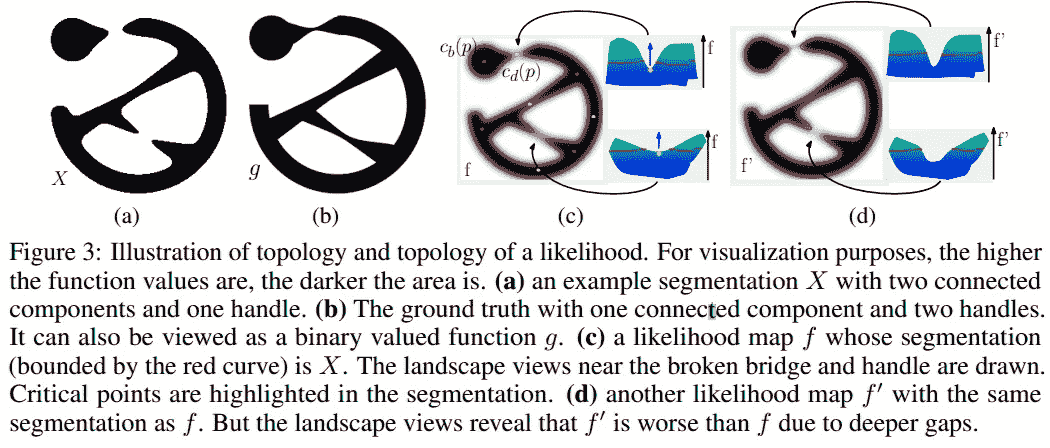 c_b(p)
c_d(p)
f
f'
X
g
f
f
f'
f'
(a)
(b)
(c)
(d)
Figure 3: Illustration of topology and topology of a likelihood. For visualization purposes, the higher
the function values are, the darker the area is. (a) an example segmentation X with two connected
components and one handle. (b) The ground truth with one connected component and two handles.
It can also be viewed as a binary valued function g. (c) a likelihood map f whose segmentation
(bounded by the red curve) is X. The landscape views near the broken bridge and handle are drawn.
Critical points are highlighted in the segmentation. (d) another likelihood map f′ with the same
segmentation as f. But the landscape views reveal that f′ is worse than f due to deeper gaps.